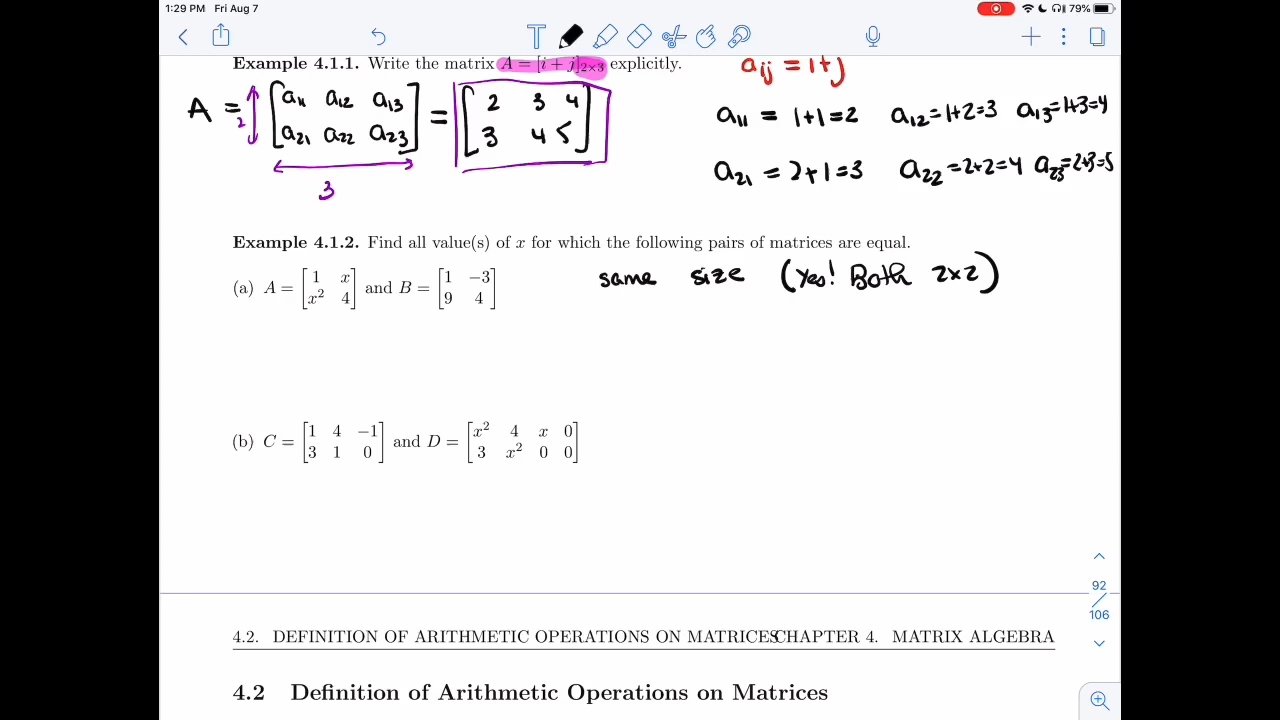 1:29 PM Fri Aug 7 79%
Example 4.1.1. Write the matrix A = [i + j]₂ₓ₃ explicitly.
aij = i+j
A = [a11 a12 a13] = [2 3 4]
2 [a21 a22 a23] [3 4 5]
3
a11 = 1+1=2 a12=1+2=3 a13=1+3=4
a21 = 2+1=3 a22=2+2=4 a23=2+3=5
Example 4.1.2. Find all value(s) of x for which the following pairs of matrices are equal.
same size (Yes! Both 2x2)
(a) A = [1 x; x² 4] and B = [1 −3; 9 4]
(b) C = [1 4 −1; 3 1 0] and D = [x² 4 x 0; 3 x² 0 0]
92
106
4.2. DEFINITION OF ARITHMETIC OPERATIONS ON MATRICES CHAPTER 4. MATRIX ALGEBRA
4.2 Definition of Arithmetic Operations on Matrices